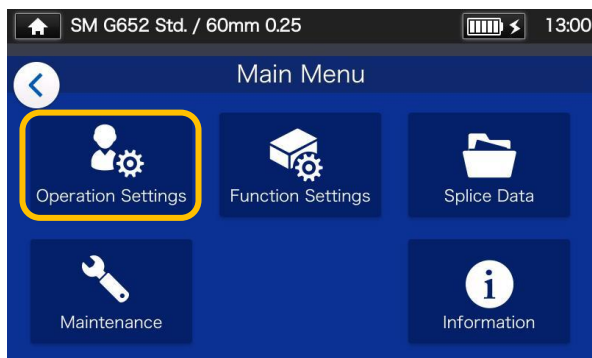 SM G652 Std. / 60mm 0.25 13:00
Main Menu
Operation Settings Function Settings Splice Data
Maintenance Information